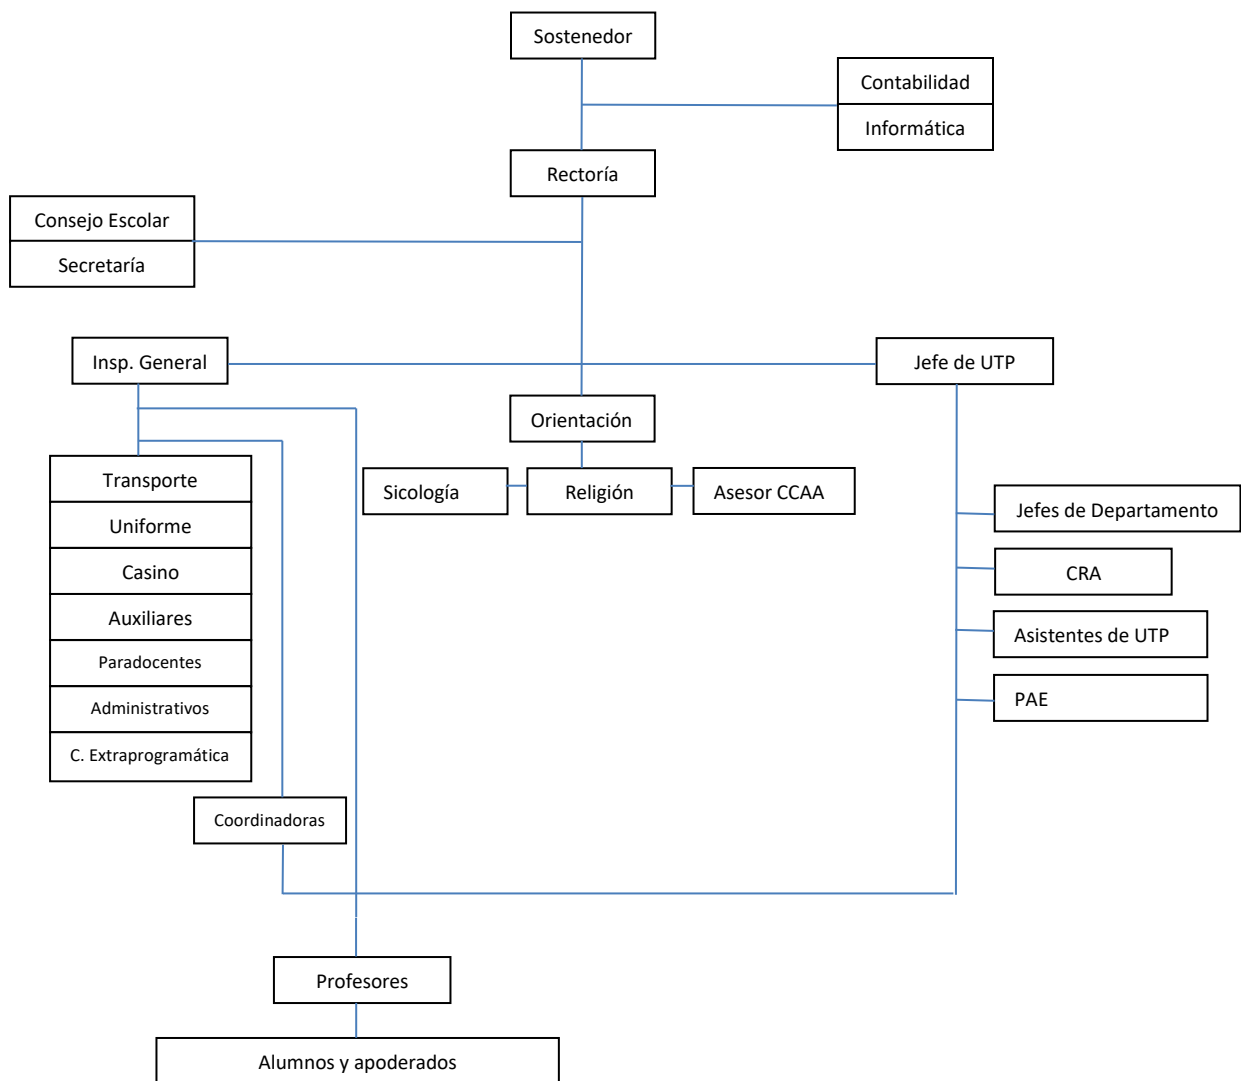 Sostenedor
Contabilidad
Informática
Rectoría
Consejo Escolar
Secretaría
Insp. General
Jefe de UTP
Orientación
Sicología
Religión
Asesor CCAA
Transporte
Uniforme
Casino
Auxiliares
Paradocentes
Administrativos
C. Extraprogramática
Jefes de Departamento
CRA
Asistentes de UTP
PAE
Coordinadoras
Profesores
Alumnos y apoderados